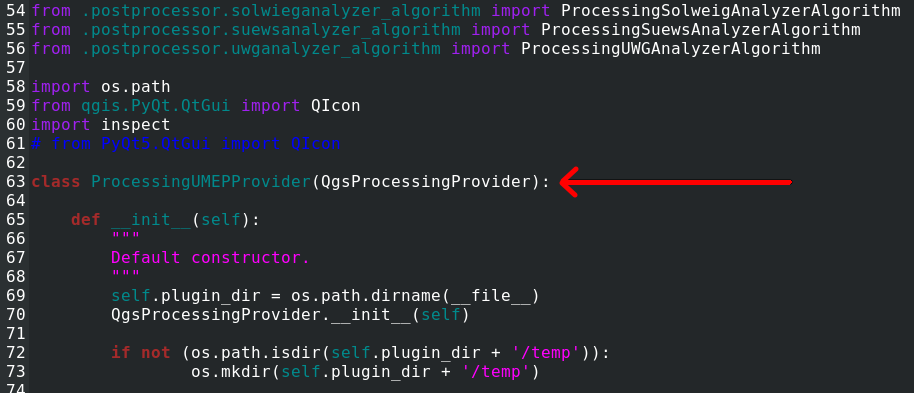 54 from .postprocessor.solwieganalyzer_algorithm import ProcessingSolweigAnalyzerAlgorithm
55 from .postprocessor.suewsanalyzer_algorithm import ProcessingSuewsAnalyzerAlgorithm
56 from .postprocessor.uwganalyzer_algorithm import ProcessingUWGAnalyzerAlgorithm
57
58 import os.path
59 from qgis.PyQt.QtGui import QIcon
60 import inspect
61 # from PyQt5.QtGui import QIcon
62
63 class ProcessingUMEPProvider(QgsProcessingProvider):
64
65     def __init__(self):
66         """
67         Default constructor.
68         """
69         self.plugin_dir = os.path.dirname(__file__)
70         QgsProcessingProvider.__init__(self)
71
72         if not (os.path.isdir(self.plugin_dir + '/temp')):
73                 os.mkdir(self.plugin_dir + '/temp')
74